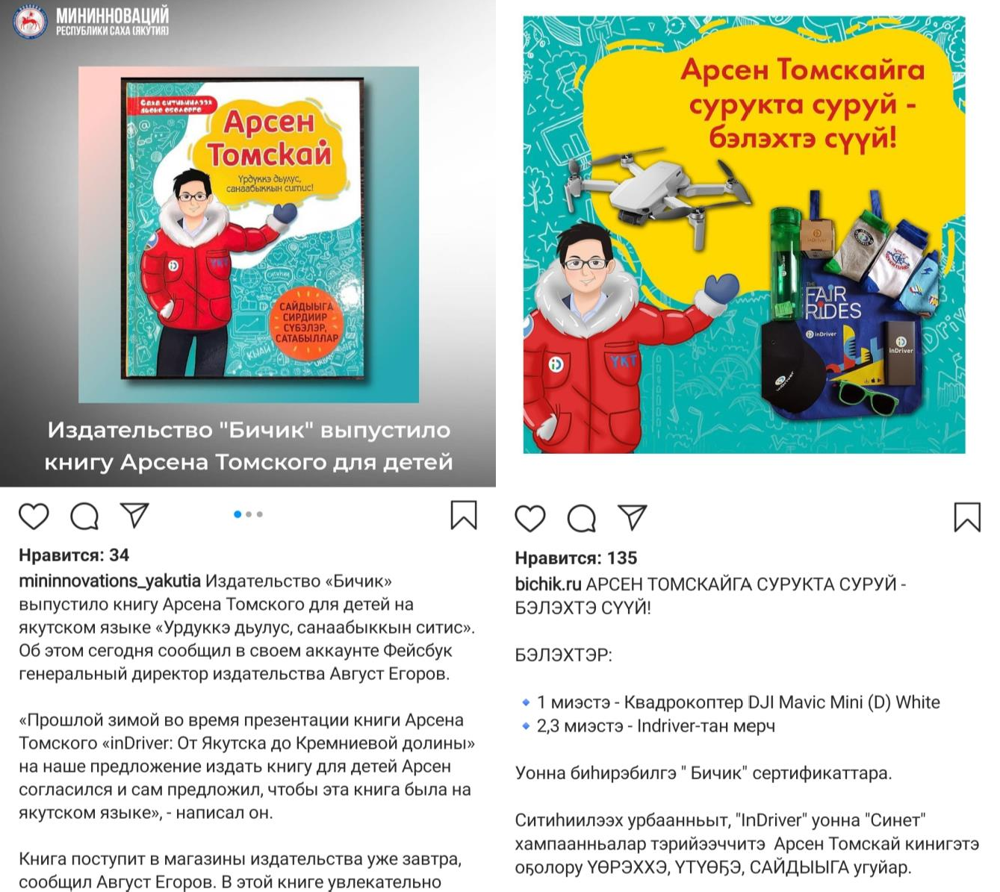 МИНИННОВАЦИЙ
РЕСПУБЛИКИ САХА (ЯКУТИЯ)
Саха ситиһиилээх
дьоно оҕолорго
Арсен
Томскай
Үрдүккэ дьулус,
санаабыккын ситис!
YKT
САЙДЫЫГА
СИРДИИР
СҮБЭЛЭР,
САТАБЫЛЛАР
Издательство "Бичик" выпустило
книгу Арсена Томского для детей
Нравится: 34
mininnovations_yakutia Издательство «Бичик»
выпустило книгу Арсена Томского для детей на
якутском языке «Урдуккэ дьулус, санаабыккын ситис».
Об этом сегодня сообщил в своем аккаунте Фейсбук
генеральный директор издательства Август Егоров.
«Прошлой зимой во время презентации книги Арсена
Томского «inDriver: От Якутска до Кремниевой долины»
на наше предложение издать книгу для детей Арсен
согласился и сам предложил, чтобы эта книга была на
якутском языке», - написал он.
Книга поступит в магазины издательства уже завтра,
сообщил Август Егоров. В этой книге увлекательно
Арсен Томскайга
сурукта суруй -
бэлэхтэ сүүй!
inDriver
THE
FAIR
RIDES
inDriver
inDriver
inDriver
YKT
Нравится: 135
bichik.ru АРСЕН ТОМСКАЙГА СУРУКТА СУРУЙ -
БЭЛЭХТЭ СҮҮЙ!
БЭЛЭХТЭР:
🔹 1 миэстэ - Квадрокоптер DJI Mavic Mini (D) White
🔹 2,3 миэстэ - Indriver-тан мерч
Уонна биһирэбилгэ " Бичик" сертификаттара.
Ситиһиилээх урбаанньыт, "InDriver" уонна "Синет"
хампаанньалар тэрийээччитэ Арсен Томскай кинигэтэ
оҕолору ҮӨРЭХХЭ, ҮТҮӨҔЭ, САЙДЫЫГА угуйар.